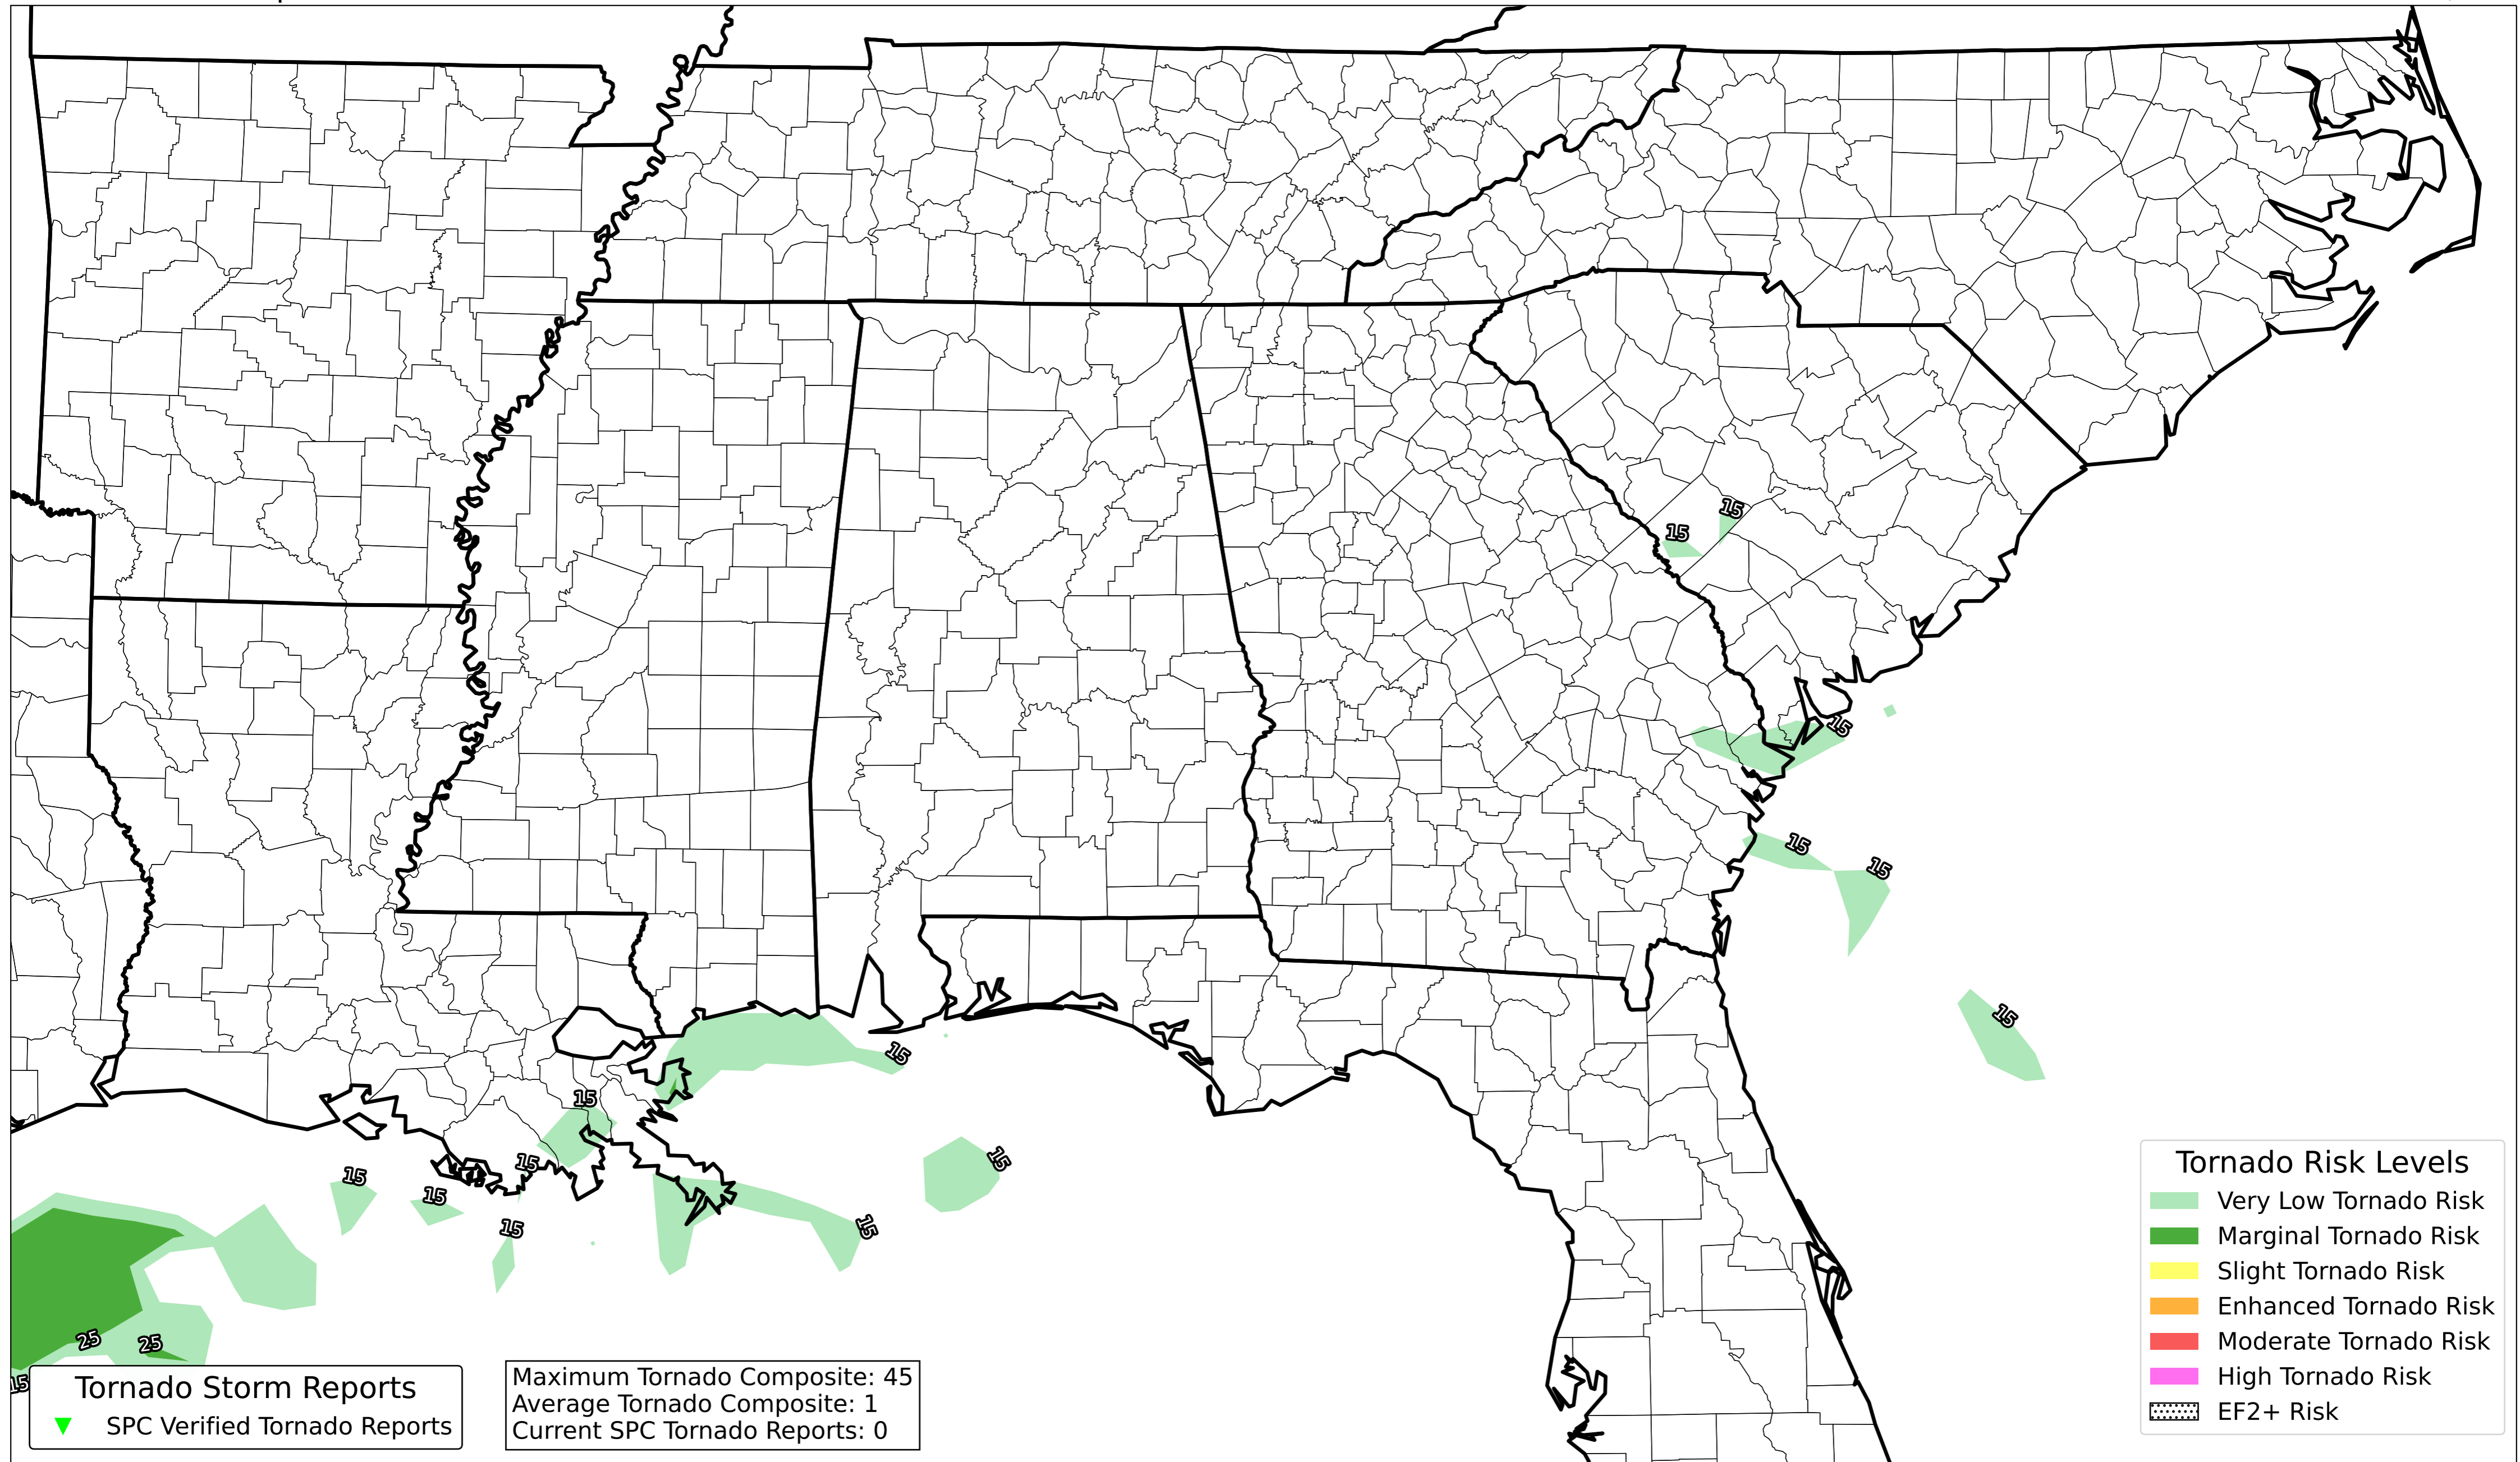 15
15
15
15
15
15
15
15
15
15
15
15
15
15
25
25
15
Tornado Storm Reports
SPC Verified Tornado Reports
Maximum Tornado Composite: 45
Average Tornado Composite: 1
Current SPC Tornado Reports: 0
Tornado Risk Levels
Very Low Tornado Risk
Marginal Tornado Risk
Slight Tornado Risk
Enhanced Tornado Risk
Moderate Tornado Risk
High Tornado Risk
EF2+ Risk